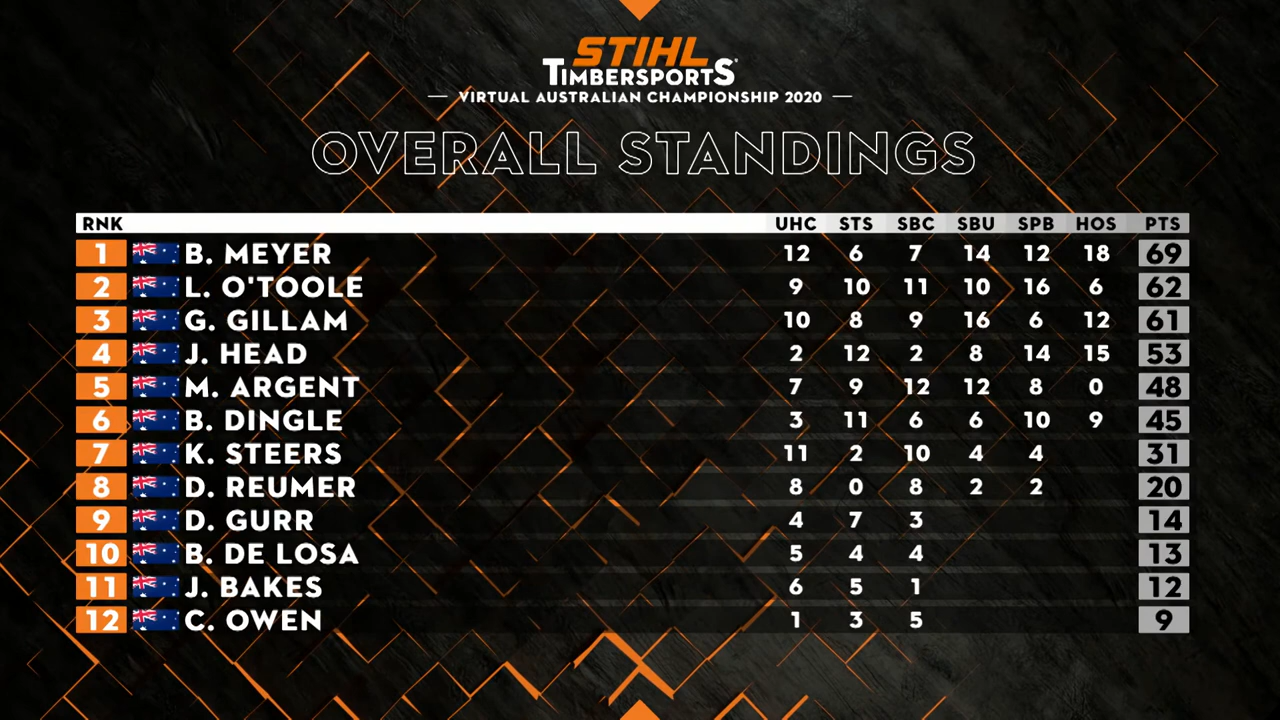 STIHL
TIMBERSPORTS
VIRTUAL AUSTRALIAN CHAMPIONSHIP 2020
OVERALL STANDINGS
RNK UHC STS SBC SBU SPB HOS PTS
1 B. MEYER 12 6 7 14 12 18 69
2 L. O'TOOLE 9 10 11 10 16 6 62
3 G. GILLAM 10 8 9 16 6 12 61
4 J. HEAD 2 12 2 8 14 15 53
5 M. ARGENT 7 9 12 12 8 0 48
6 B. DINGLE 3 11 6 6 10 9 45
7 K. STEERS 11 2 10 4 4 31
8 D. REUMER 8 0 8 2 2 20
9 D. GURR 4 7 3 14
10 B. DE LOSA 5 4 4 13
11 J. BAKES 6 5 1 12
12 C. OWEN 1 3 5 9